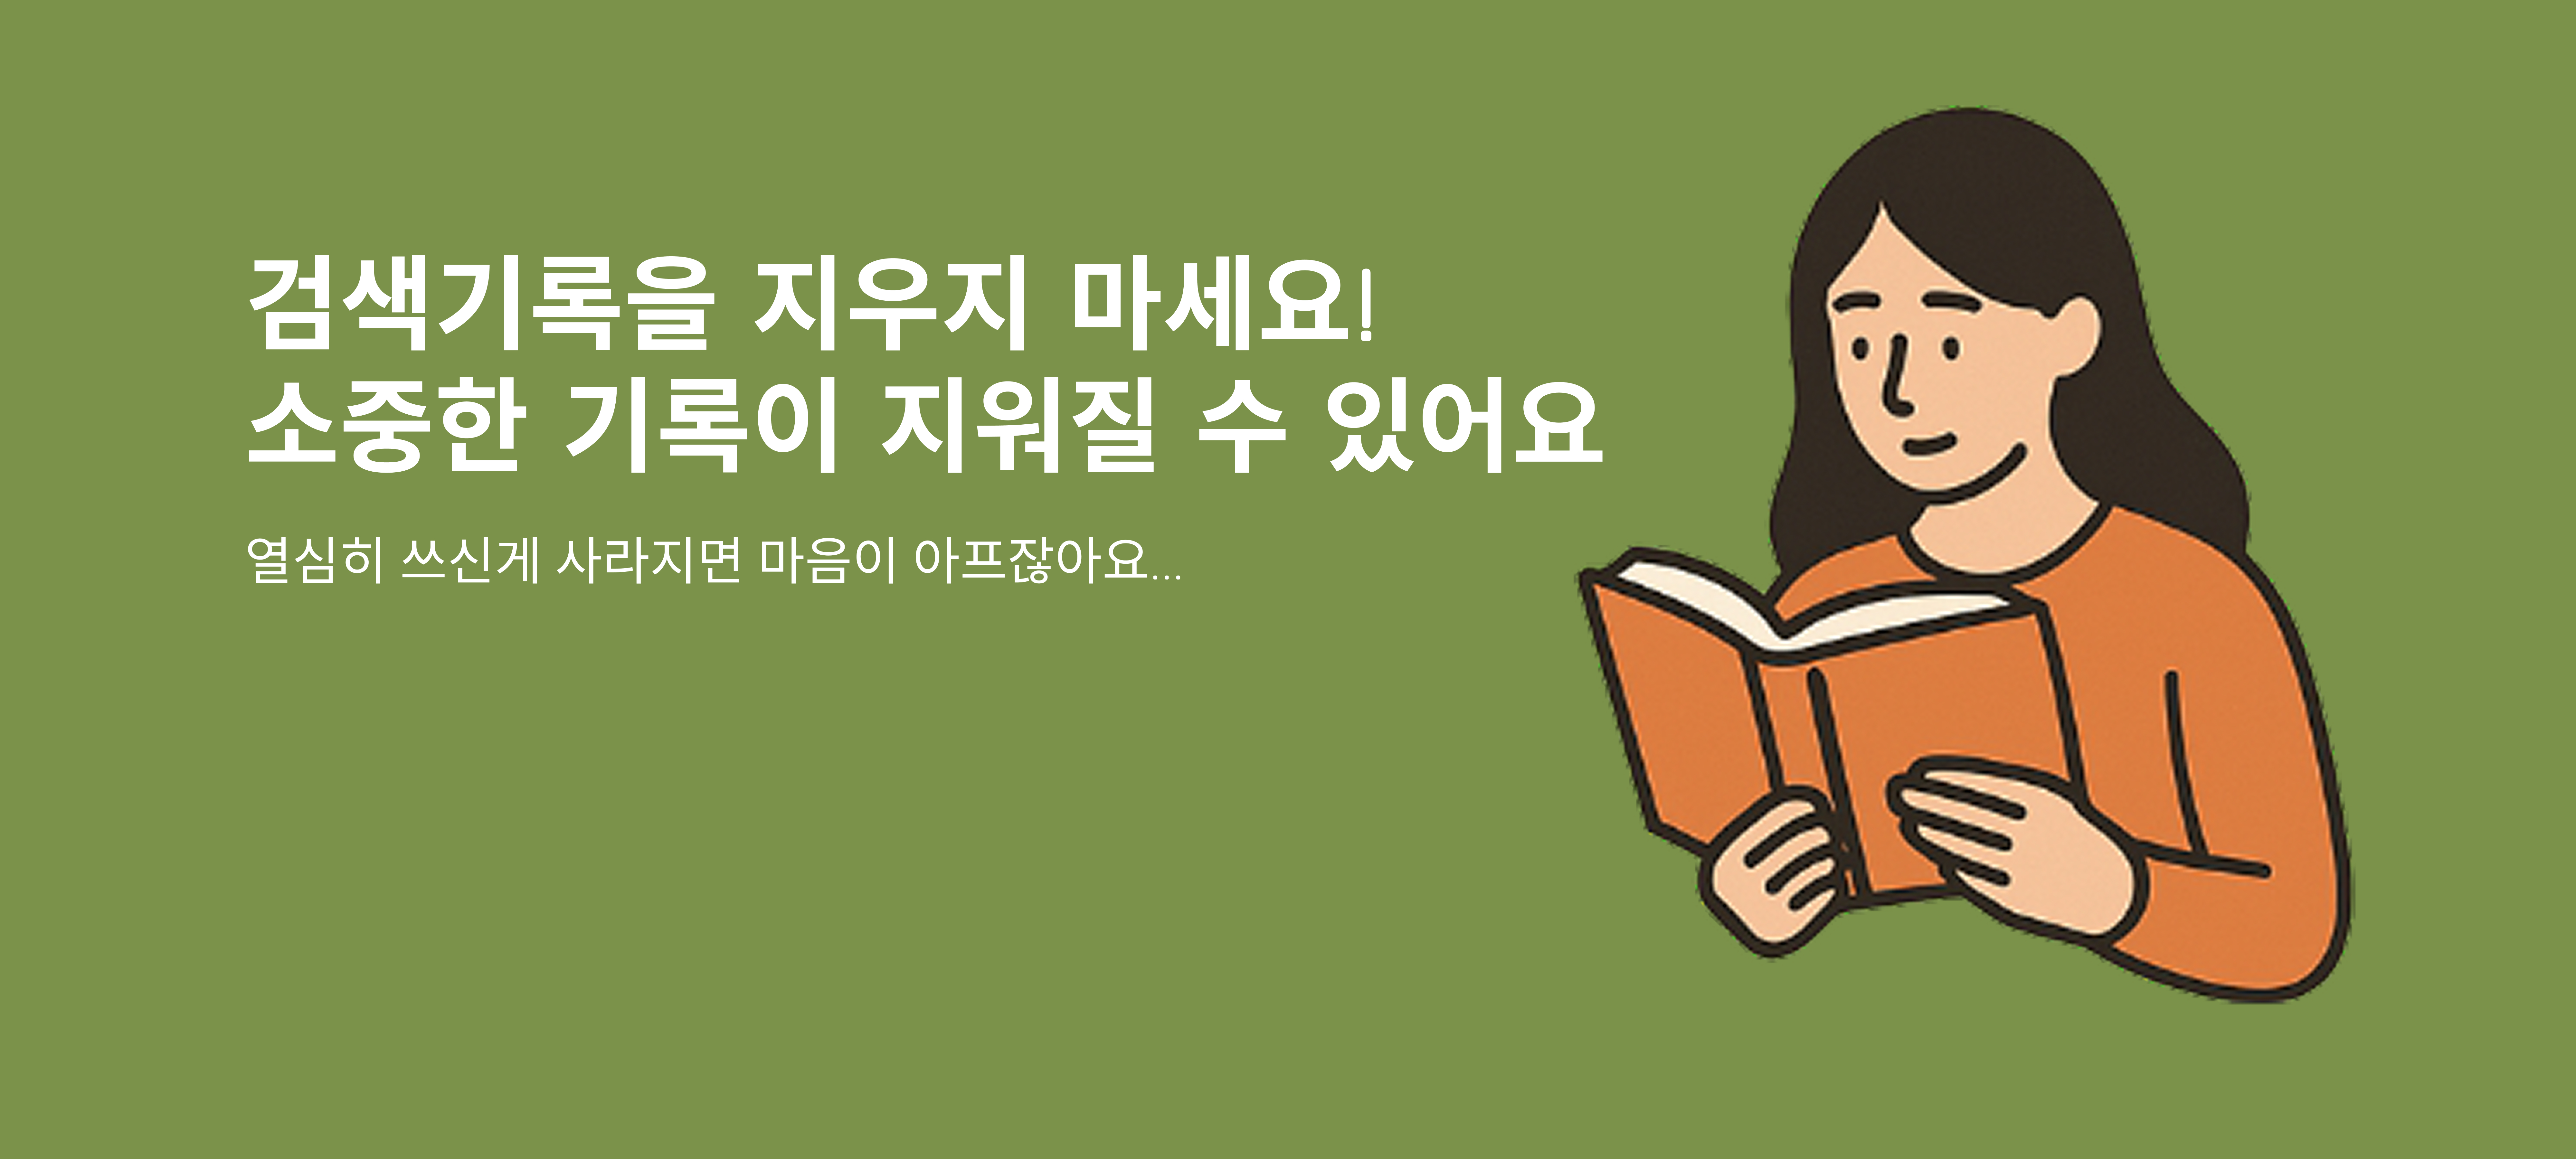 검색기록을 지우지 마세요!
소중한 기록이 지워질 수 있어요
열심히 쓰신게 사라지면 마음이 아프잖아요...